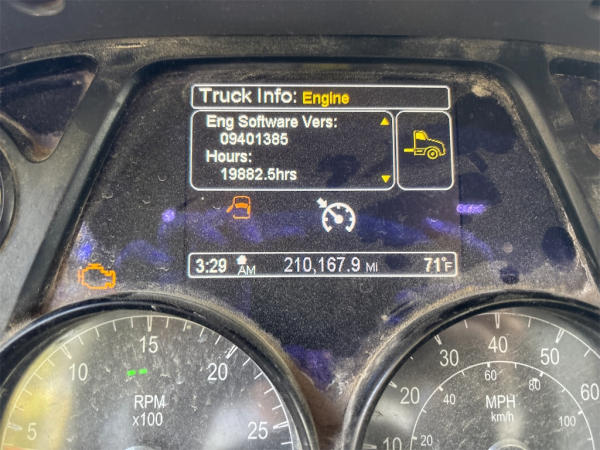 Truck Info: Engine
Eng Software Vers:
09401385
Hours:
19882.5hrs
3:29 AM 210,167.9 MI 71°F
5 10 15 20 25
RPM
x100
10 20 30 40 50 60
20 40 60 80 100
MPH
km/h